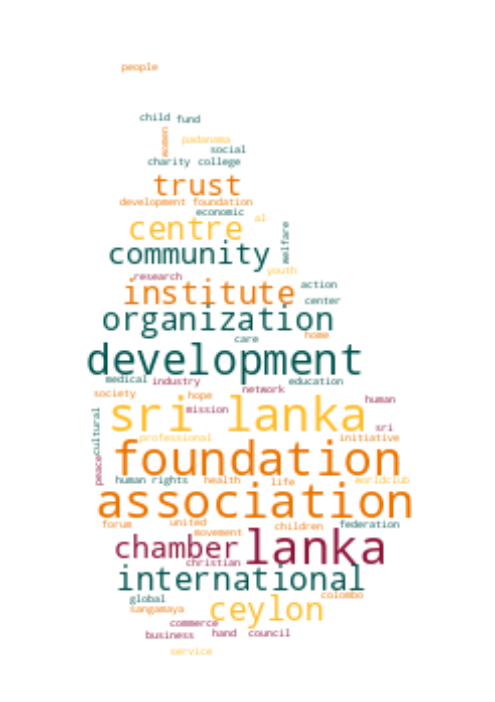 people
child fund
women
padanama
social
charity college
trust
development foundation
economic
al
centre
welfare
community
youth
research
institute
action
center
organization
home
care
development
medical industry
education
network
society
hope
human
sri lanka
mission
cultural
sri
professional
initiative
foundation
peace
human rights
health
life
world
club
association
forum
united
children
federation
movement
chamber
lanka
christian
international
global
colombo
sangamaya
ceylon
commerce
business
hand
council
service